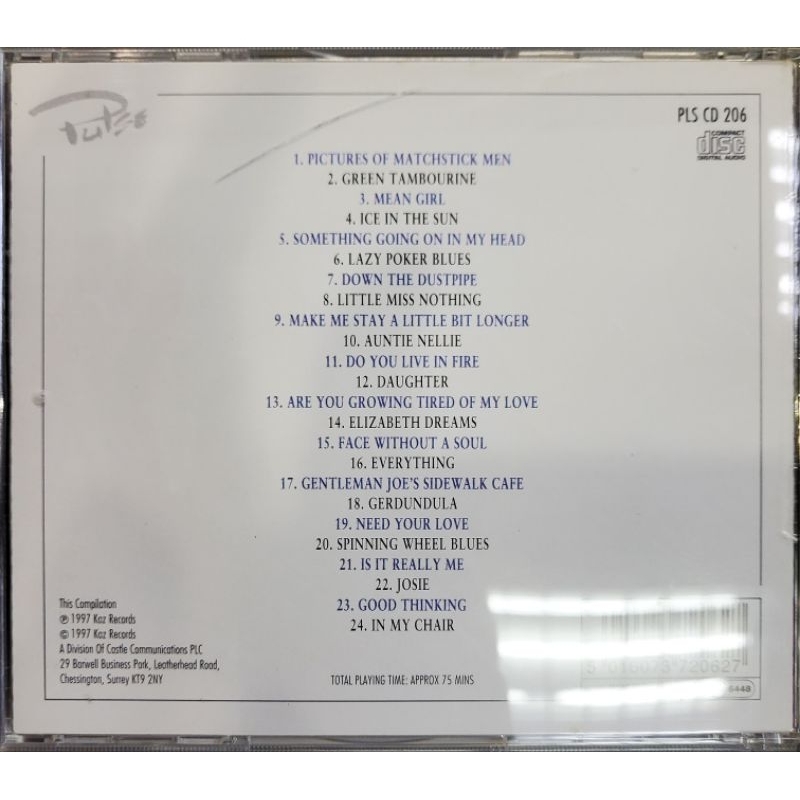 Pulse
PLS CD 206
COMPACT
disc
DIGITAL AUDIO
1. PICTURES OF MATCHSTICK MEN
2. GREEN TAMBOURINE
3. MEAN GIRL
4. ICE IN THE SUN
5. SOMETHING GOING ON IN MY HEAD
6. LAZY POKER BLUES
7. DOWN THE DUSTPIPE
8. LITTLE MISS NOTHING
9. MAKE ME STAY A LITTLE BIT LONGER
10. AUNTIE NELLIE
11. DO YOU LIVE IN FIRE
12. DAUGHTER
13. ARE YOU GROWING TIRED OF MY LOVE
14. ELIZABETH DREAMS
15. FACE WITHOUT A SOUL
16. EVERYTHING
17. GENTLEMAN JOE'S SIDEWALK CAFE
18. GERDUNDULA
19. NEED YOUR LOVE
20. SPINNING WHEEL BLUES
21. IS IT REALLY ME
22. JOSIE
23. GOOD THINKING
24. IN MY CHAIR
This Compilation
℗ 1997 Kaz Records
© 1997 Kaz Records
A Division Of Castle Communications PLC
29 Barwell Business Park, Leatherhead Road,
Chessington, Surrey KT9 2NY
TOTAL PLAYING TIME: APPROX 75 MINS
5 016073 720627